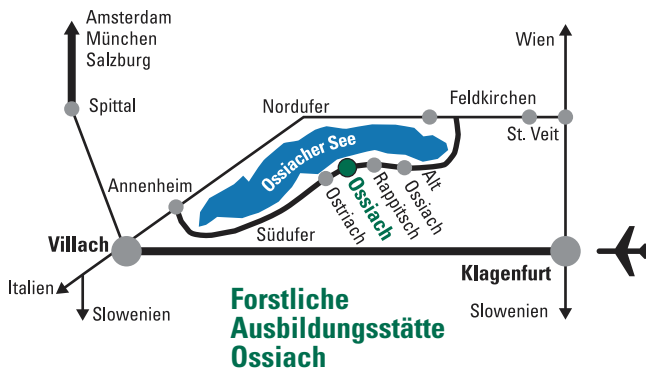 Amsterdam
München
Salzburg
Wien
Spittal
Nordufer
Feldkirchen
St. Veit
Ossiacher See
Annenheim
Ostriach
Ossiach
Rappitsch
Alt
Ossiach
Südufer
Villach
Klagenfurt
Italien
Slowenien
Slowenien
Forstliche
Ausbildungsstätte
Ossiach